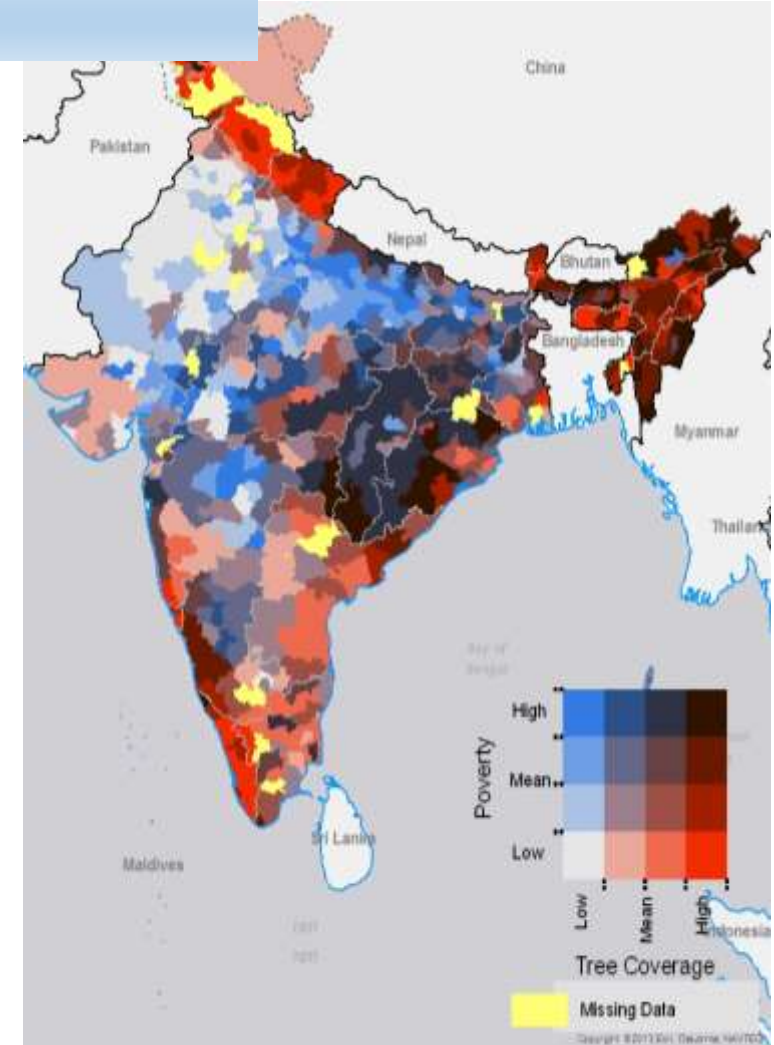 China
Pakistan
Nepal
Bhutan
Bangladesh
Myanmar
Thailand
Bay of
Bengal
Sri Lanka
Maldives
Indonesia
Poverty
High
Mean
Low
Low
Mean
High
Tree Coverage
Missing Data